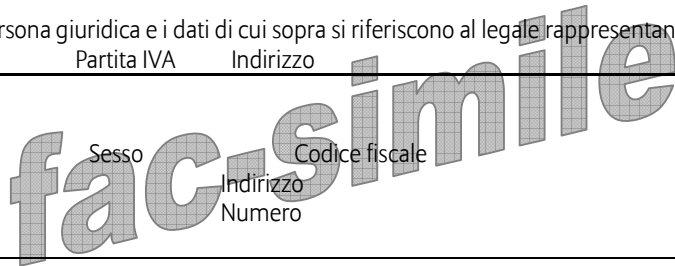 rsona giuridica e i dati di cui sopra si riferiscono al legale rappresentan
Partita IVA Indirizzo
fac-simile
Sesso Codice fiscale
Indirizzo
Numero